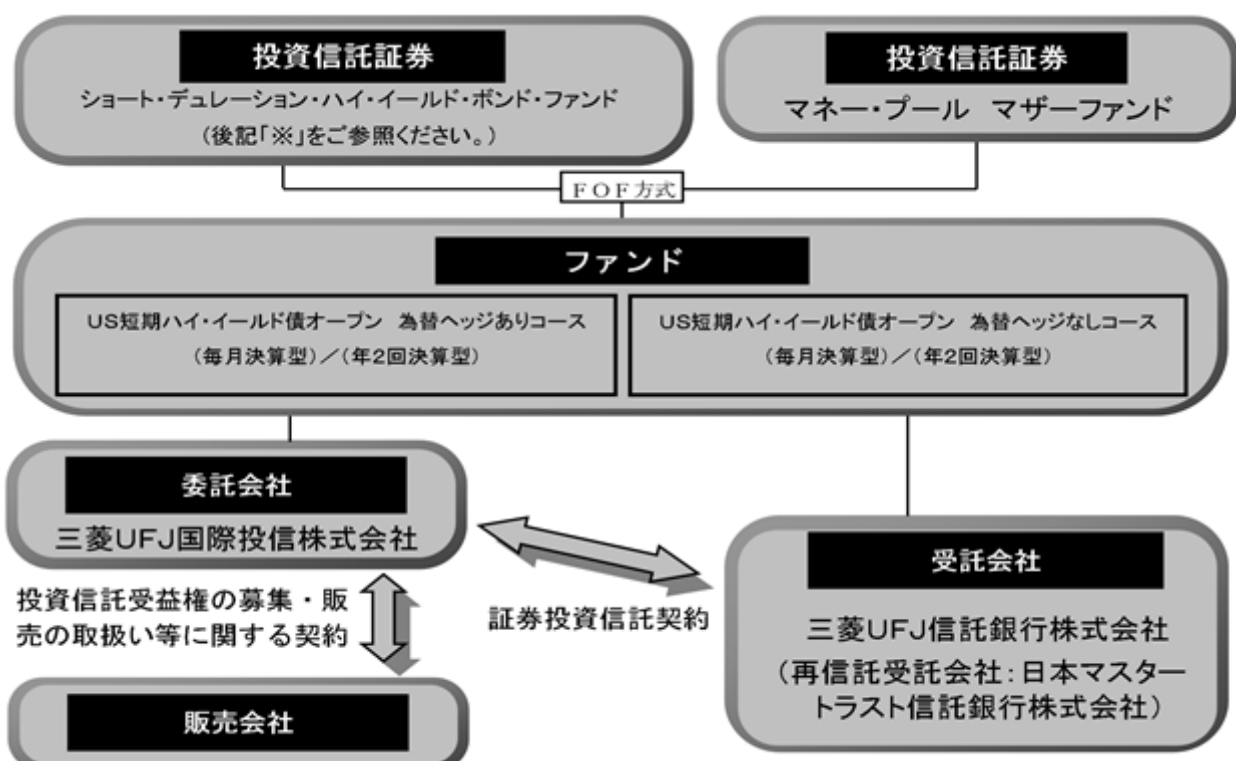 投資信託証券
ショート・デュレーション・ハイ・イールド・ボンド・ファンド
(後記「※」をご参照ください。)
投資信託証券
マネー・プール マザーファンド
FOF方式
ファンド
US短期ハイ・イールド債オープン 為替ヘッジありコース
(毎月決算型)/(年2回決算型)
US短期ハイ・イールド債オープン 為替ヘッジなしコース
(毎月決算型)/(年2回決算型)
委託会社
三菱UFJ国際投信株式会社
投資信託受益権の募集・販
売の取扱い等に関する契約
証券投資信託契約
受託会社
三菱UFJ信託銀行株式会社
(再信託受託会社:日本マスター
トラスト信託銀行株式会社)
販売会社